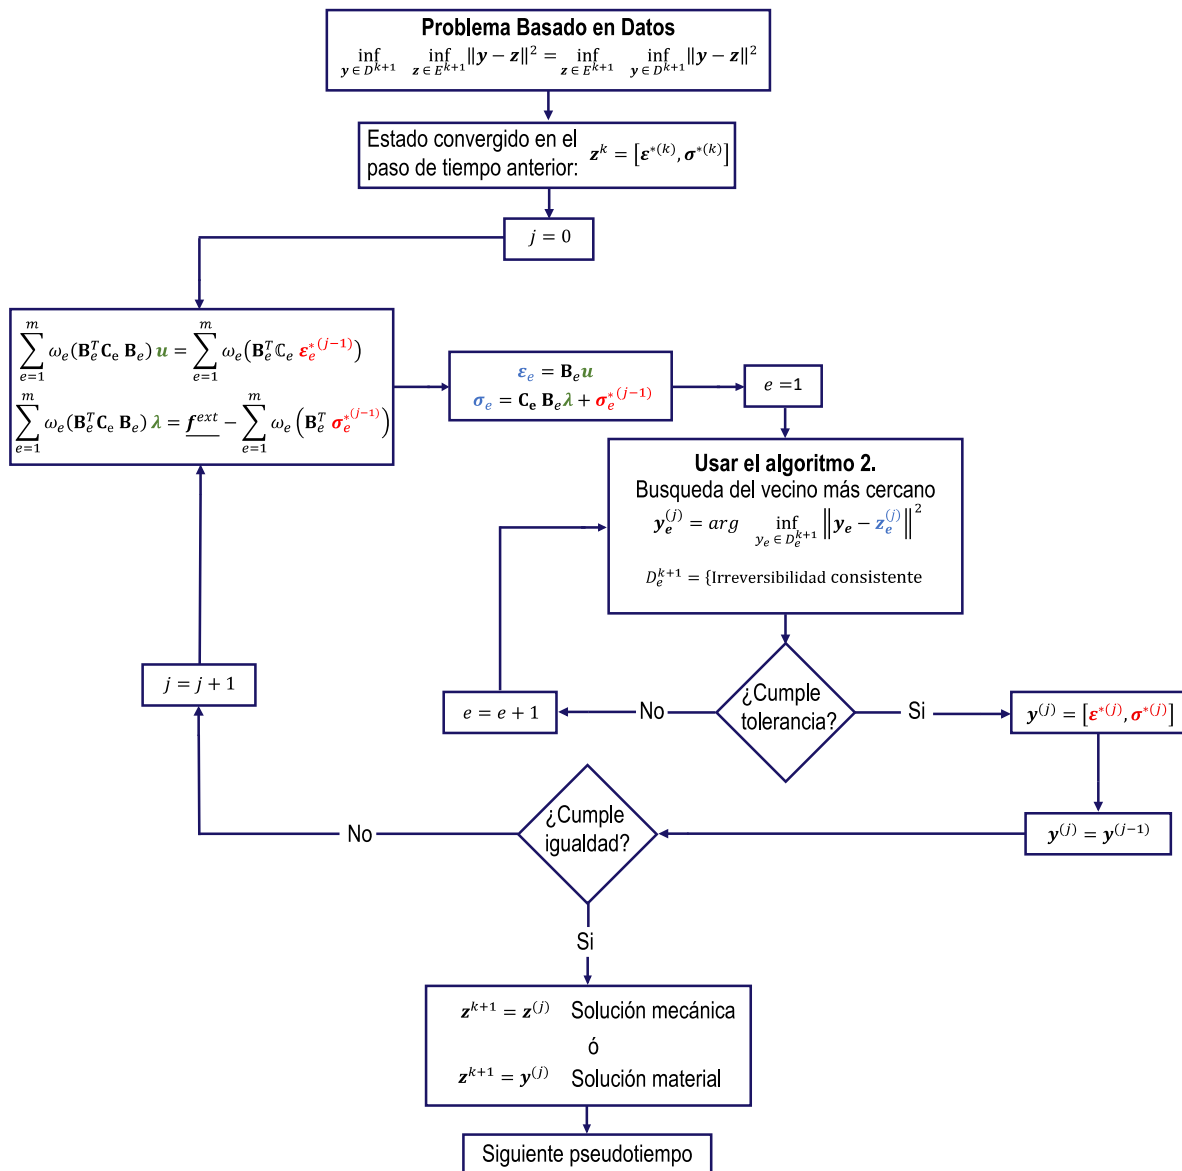 Problema Basado en Datos
inf y ∈ D^{k+1} inf z ∈ E^{k+1} ‖y − z‖² = inf z ∈ E^{k+1} inf y ∈ D^{k+1} ‖y − z‖²
Estado convergido en el
paso de tiempo anterior: z^k = [ε^{*(k)}, σ^{*(k)}]
j = 0
∑_{e=1}^{m} ω_e(B_e^T C_e B_e) u = ∑_{e=1}^{m} ω_e(B_e^T ℂ_e ε_e^{*(j−1)})
∑_{e=1}^{m} ω_e(B_e^T C_e B_e) λ = f^{ext} − ∑_{e=1}^{m} ω_e (B_e^T σ_e^{*(j−1)})
ε_e = B_e u
σ_e = C_e B_e λ + σ_e^{*(j−1)}
e =1
Usar el algoritmo 2.
Busqueda del vecino más cercano
y_e^{(j)} = arg inf y_e ∈ D_e^{k+1} ‖y_e − z_e^{(j)}‖²
D_e^{k+1} = {Irreversibilidad consistente
j = j + 1
e = e + 1
No
¿Cumple
tolerancia?
Si
y^{(j)} = [ε^{*(j)}, σ^{*(j)}]
No
¿Cumple
igualdad?
y^{(j)} = y^{(j−1)}
Si
z^{k+1} = z^{(j)} Solución mecánica
ó
z^{k+1} = y^{(j)} Solución material
Siguiente pseudotiempo